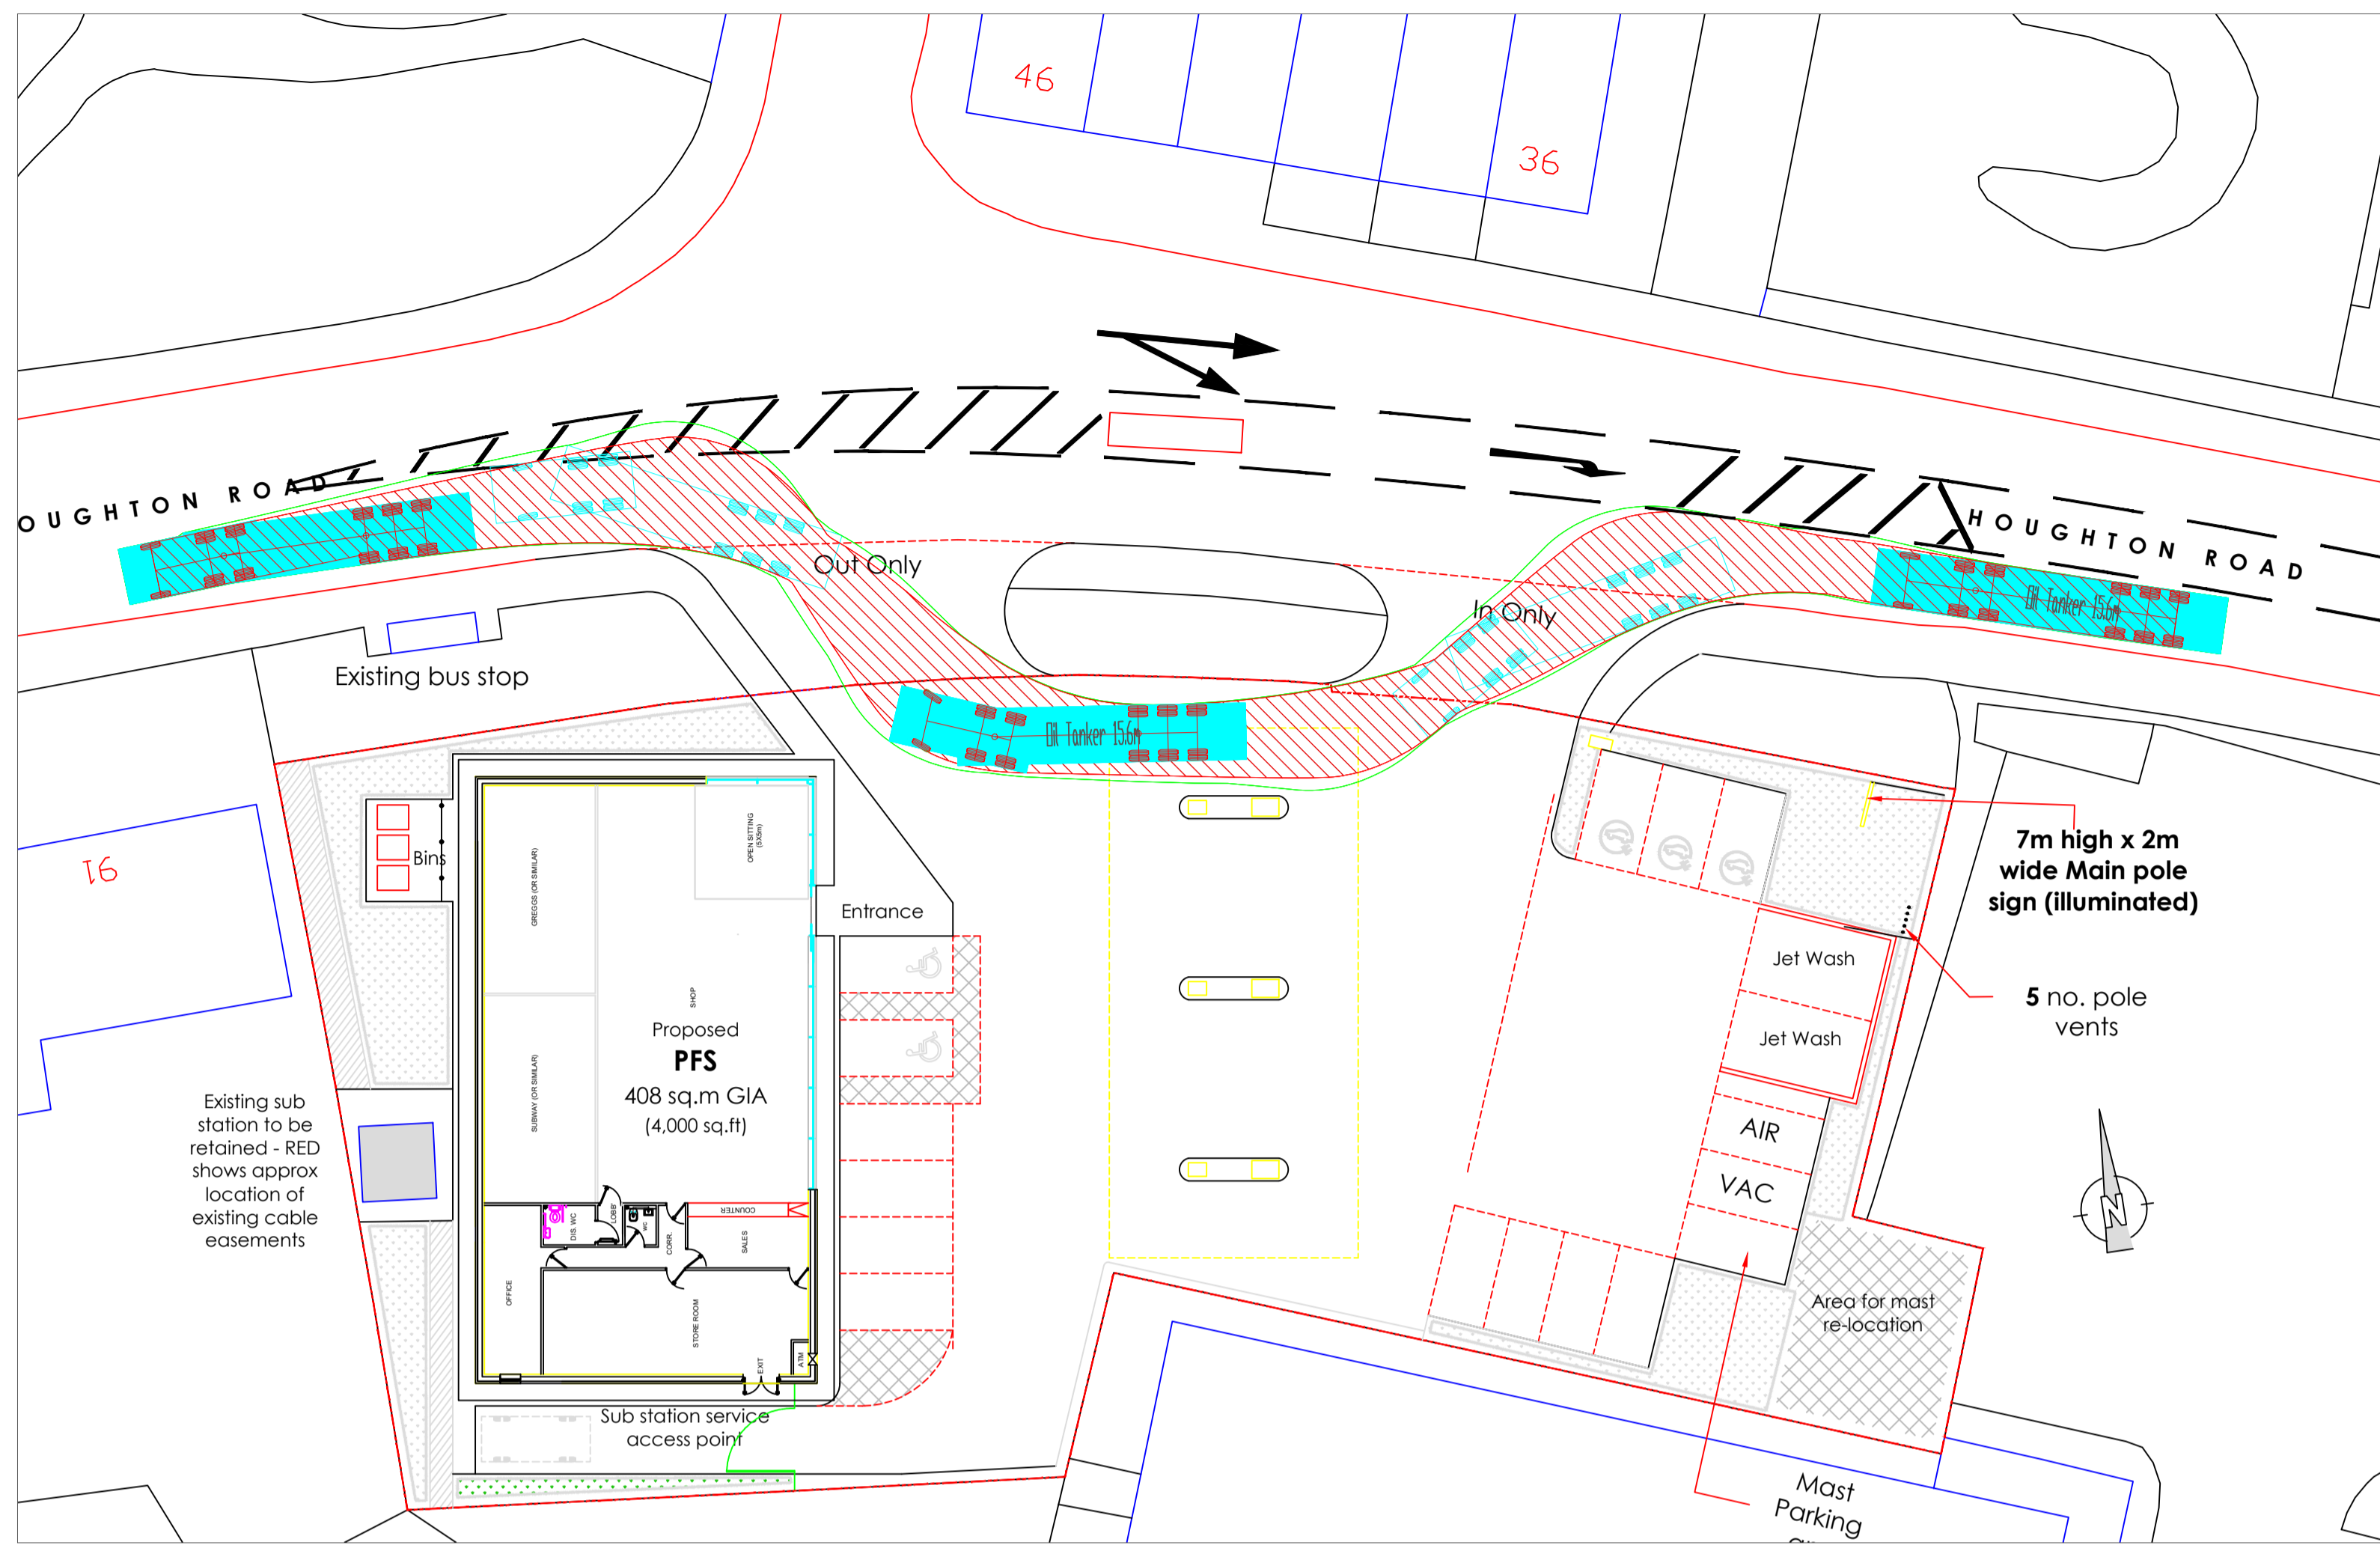 46
36
OUGHTON ROAD
HOUGHTON ROAD
Out Only
In Only
Oil Tanker 15.6m
Oil Tanker 15.6m
Existing bus stop
16
Bins
GREGGS (OR SIMILAR)
OPEN SITTING
(5X5m)
Entrance
SHOP
Proposed
PFS
408 sq.m GIA
(4,000 sq.ft)
SUBWAY (OR SIMILAR)
Existing sub
station to be
retained - RED
shows approx
location of
existing cable
easements
DIS. WC
LOBBY
WC
CORR.
COUNTER
SALES
OFFICE
STORE ROOM
EXIT
ATM
Sub station service
access point
7m high x 2m
wide Main pole
sign (illuminated)
5 no. pole
vents
Jet Wash
Jet Wash
AIR
VAC
N
Area for mast
re-location
Mast
Parking